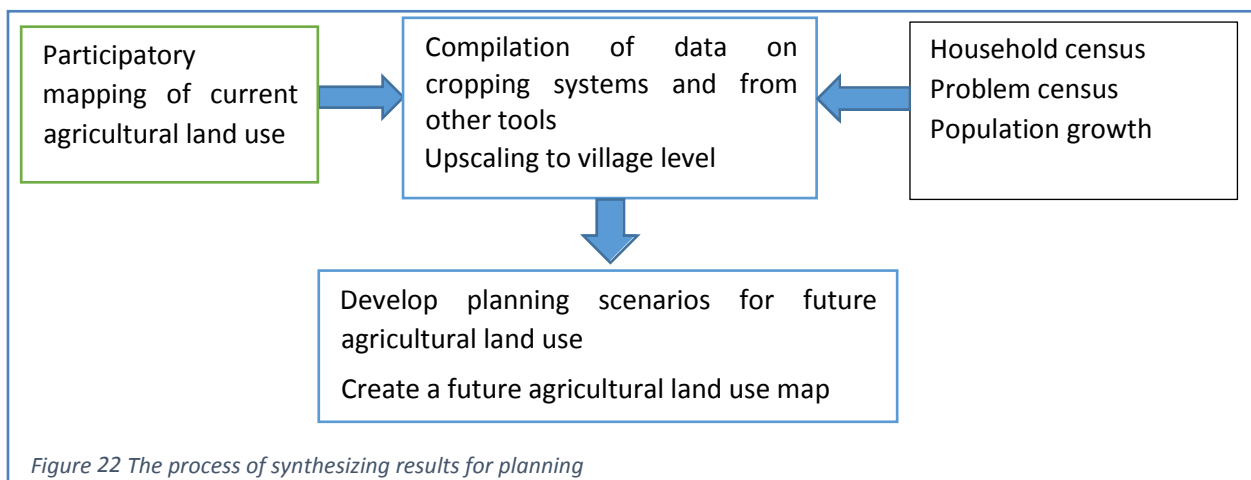 Participatory
mapping of current
agricultural land use
Compilation of data on
cropping systems and from
other tools
Upscaling to village level
Household census
Problem census
Population growth
Develop planning scenarios for future
agricultural land use
Create a future agricultural land use map
Figure 22 The process of synthesizing results for planning